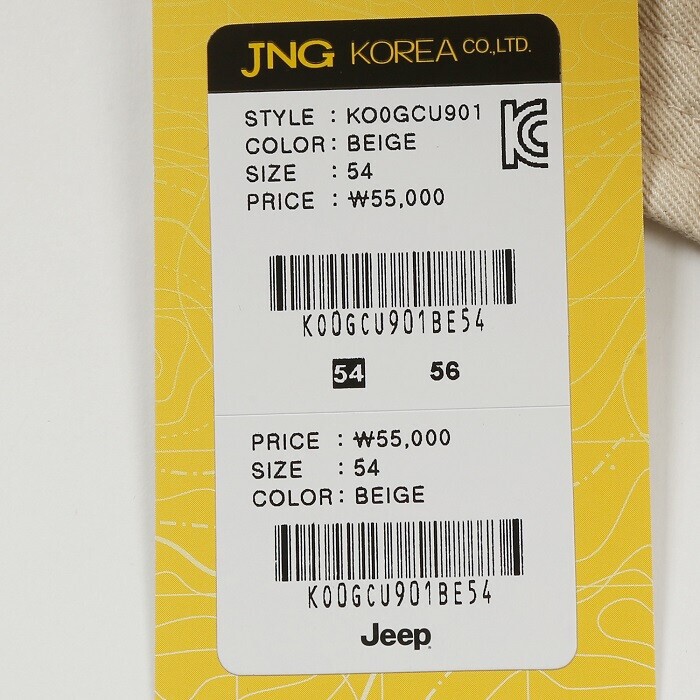 JNG KOREA CO.,LTD.
STYLE : KO0GCU901
COLOR : BEIGE
SIZE : 54
PRICE : ₩55,000
KC
KO0GCU901BE54
54 56
PRICE : ₩55,000
SIZE : 54
COLOR : BEIGE
KO0GCU901BE54
Jeep